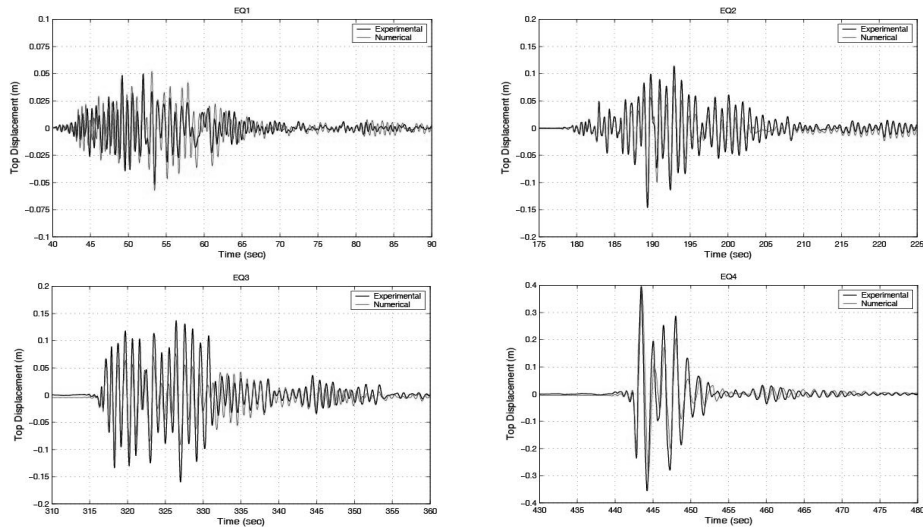 EQ1
0.1
0.075
0.05
0.025
0
−0.025
−0.05
−0.075
−0.1
Top Displacement (m)
Experimental
Numerical
40 45 50 55 60 65 70 75 80 85 90
Time (sec)
EQ2
0.2
0.15
0.1
0.05
0
−0.05
−0.1
−0.15
−0.2
Top Displacement (m)
Experimental
Numerical
175 180 185 190 195 200 205 210 215 220 225
Time (sec)
EQ3
0.2
0.15
0.1
0.05
0
−0.05
−0.1
−0.15
−0.2
Top Displacement (m)
Experimental
Numerical
310 315 320 325 330 335 340 345 350 355 360
Time (sec)
EQ4
0.4
0.3
0.2
0.1
0
−0.1
−0.2
−0.3
−0.4
Top Displacement (m)
Experimental
Numerical
430 435 440 445 450 455 460 465 470 475 480
Time (sec)